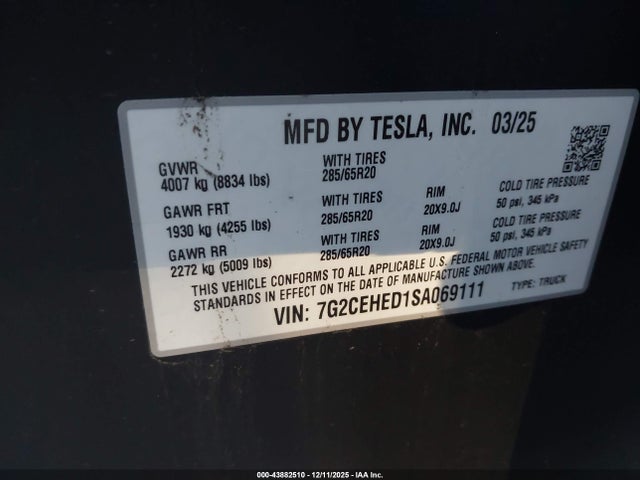 MFD BY TESLA, INC. 03/25
GVWR
4007 kg (8834 lbs)
WITH TIRES
285/65R20
GAWR FRT
1930 kg (4255 lbs)
WITH TIRES
285/65R20
RIM
20X9.0J
COLD TIRE PRESSURE
50 psi, 345 kPa
GAWR RR
2272 kg (5009 lbs)
WITH TIRES
285/65R20
RIM
20X9.0J
COLD TIRE PRESSURE
50 psi, 345 kPa
THIS VEHICLE CONFORMS TO ALL APPLICABLE U.S. FEDERAL MOTOR VEHICLE SAFETY
STANDARDS IN EFFECT ON THE DATE OF MANUFACTURE SHOWN ABOVE.
VIN: 7G2CEHED1SA069111
TYPE: TRUCK
000-43882510 - 12/11/2025 - IAA Inc.